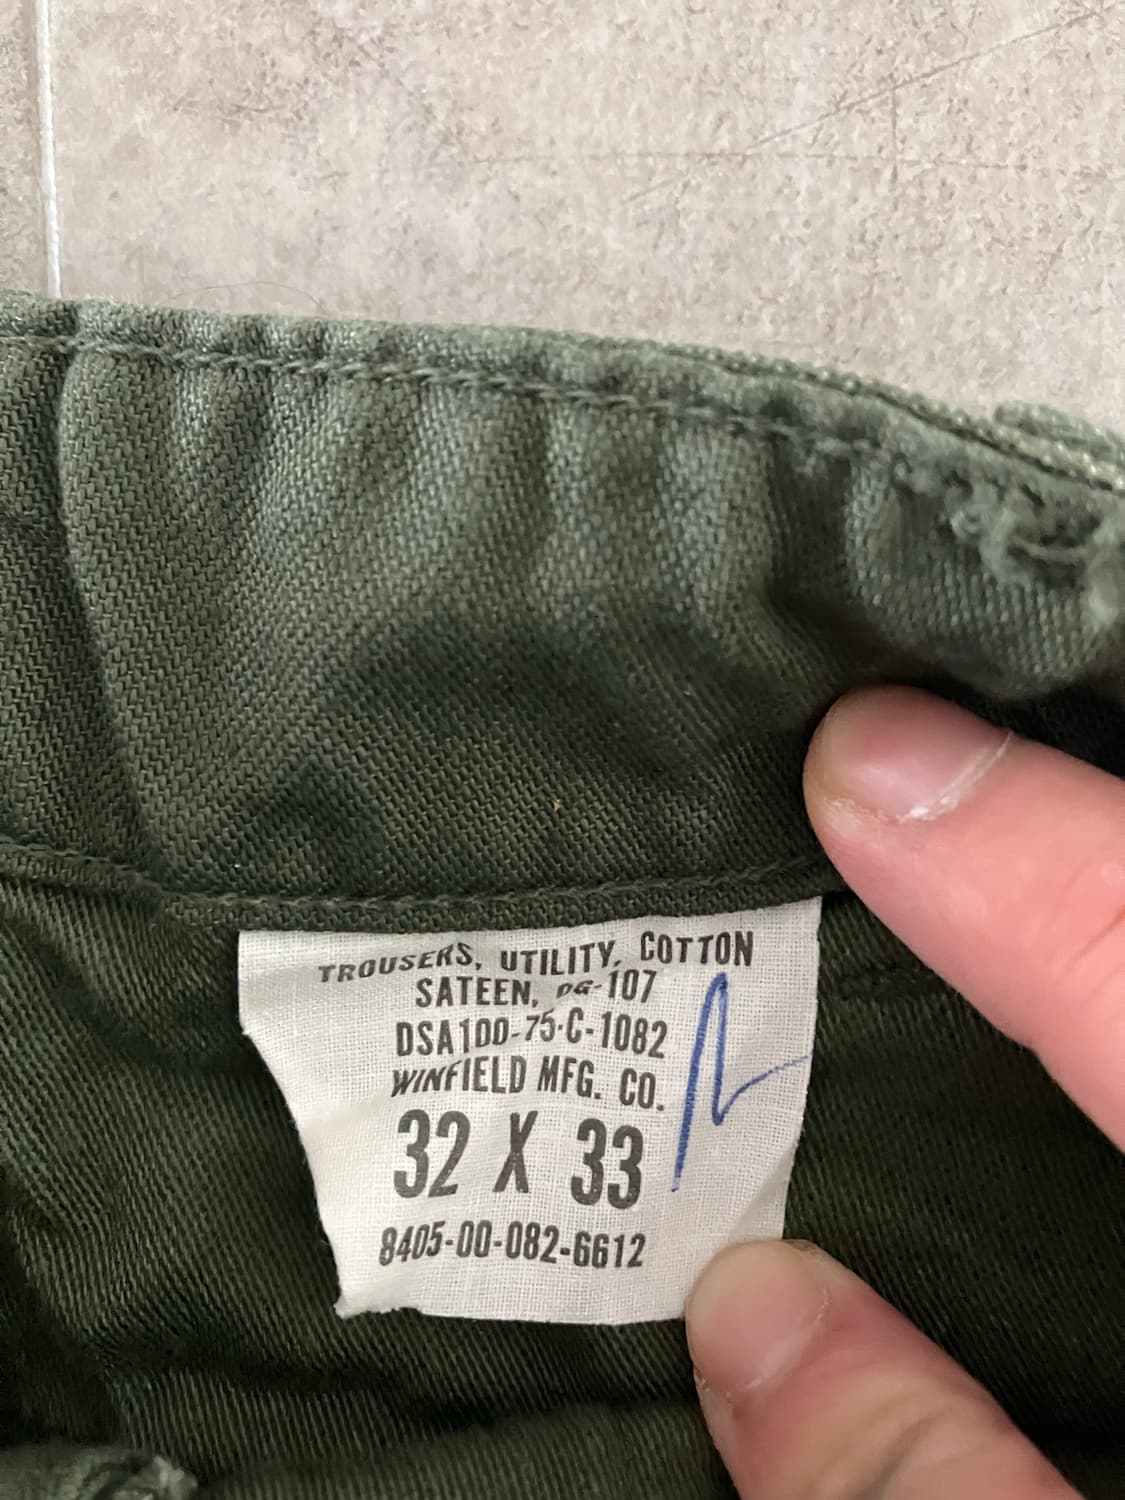 TROUSERS, UTILITY, COTTON
SATEEN, OG-107
DSA100-75-C-1082
WINFIELD MFG. CO.
32 X 33
8405-00-082-6612